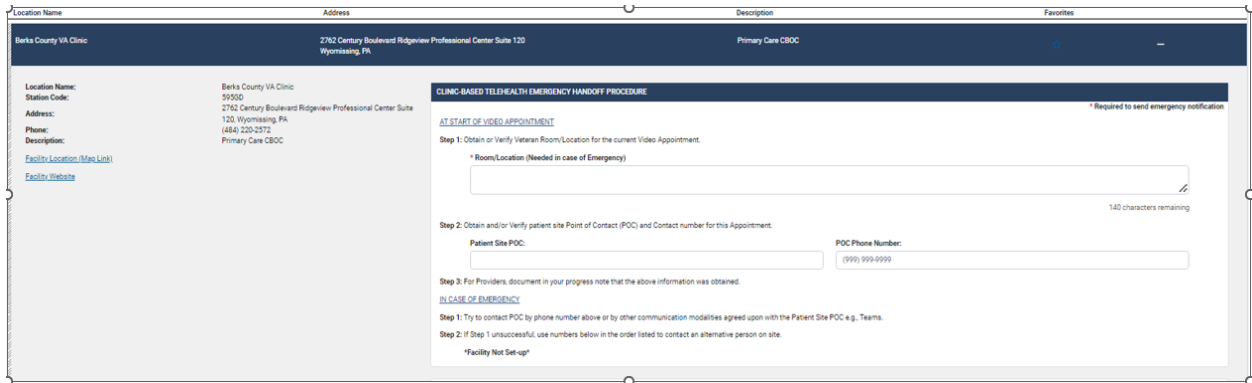 Location Name Address Description Favorites
Berks County VA Clinic 2762 Century Boulevard Ridgeview Professional Center Suite 120 Primary Care CBOC
Wyomissing, PA
Location Name: Berks County VA Clinic
Station Code: 595GD
Address: 2762 Century Boulevard Ridgeview Professional Center Suite
120, Wyomissing, PA
Phone: (484) 220-2572
Description: Primary Care CBOC
Facility Location (Map Link)
Facility Website
CLINIC-BASED TELEHEALTH EMERGENCY HANDOFF PROCEDURE
* Required to send emergency notification
AT START OF VIDEO APPOINTMENT
Step 1: Obtain or Verify Veteran Room/Location for the current Video Appointment.
* Room/Location (Needed in case of Emergency)
140 characters remaining
Step 2: Obtain and/or Verify patient site Point of Contact (POC) and Contact number for this Appointment.
Patient Site POC: POC Phone Number:
(999) 999-9999
Step 3: For Providers, document in your progress note that the above information was obtained.
IN CASE OF EMERGENCY
Step 1: Try to contact POC by phone number above or by other communication modalities agreed upon with the Patient Site POC e.g., Teams.
Step 2: If Step 1 unsuccessful, use numbers below in the order listed to contact an alternative person on site.
*Facility Not Set-up*